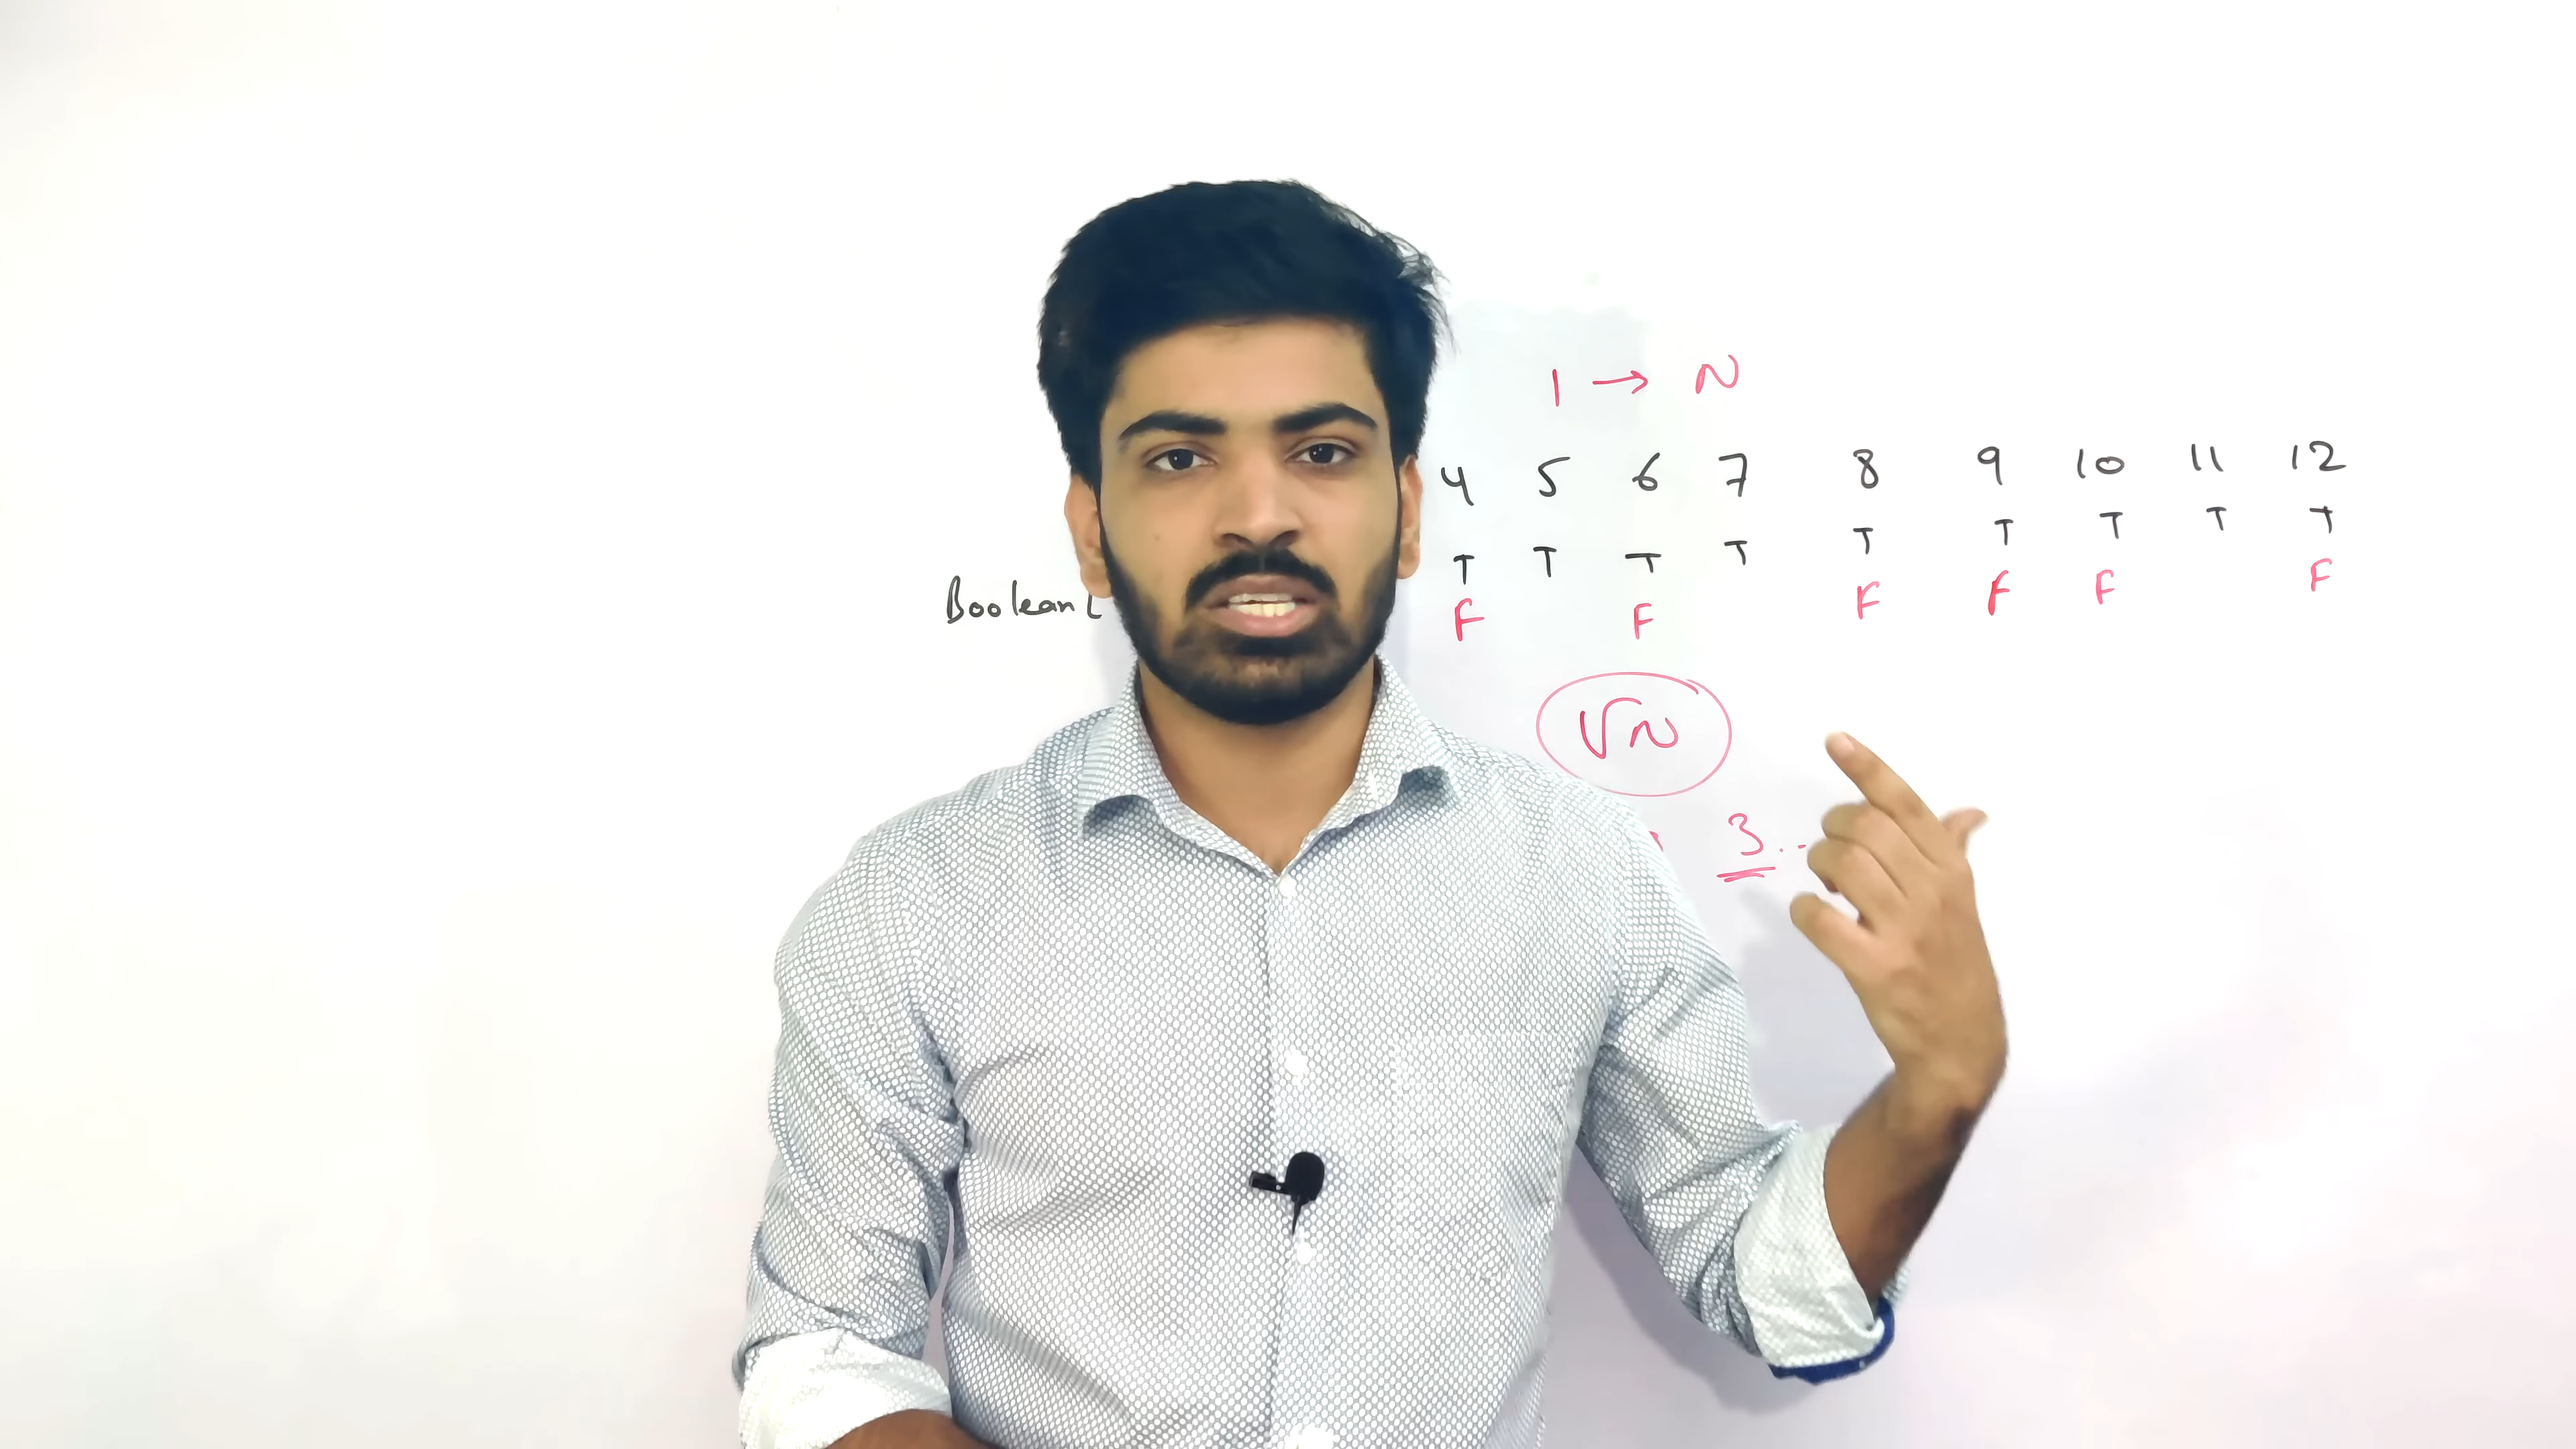 1 → N
4 5 6 7 8 9 10 11 12
T T T T T T T T T
Boolean [
F F F F F F
√N
3 ..